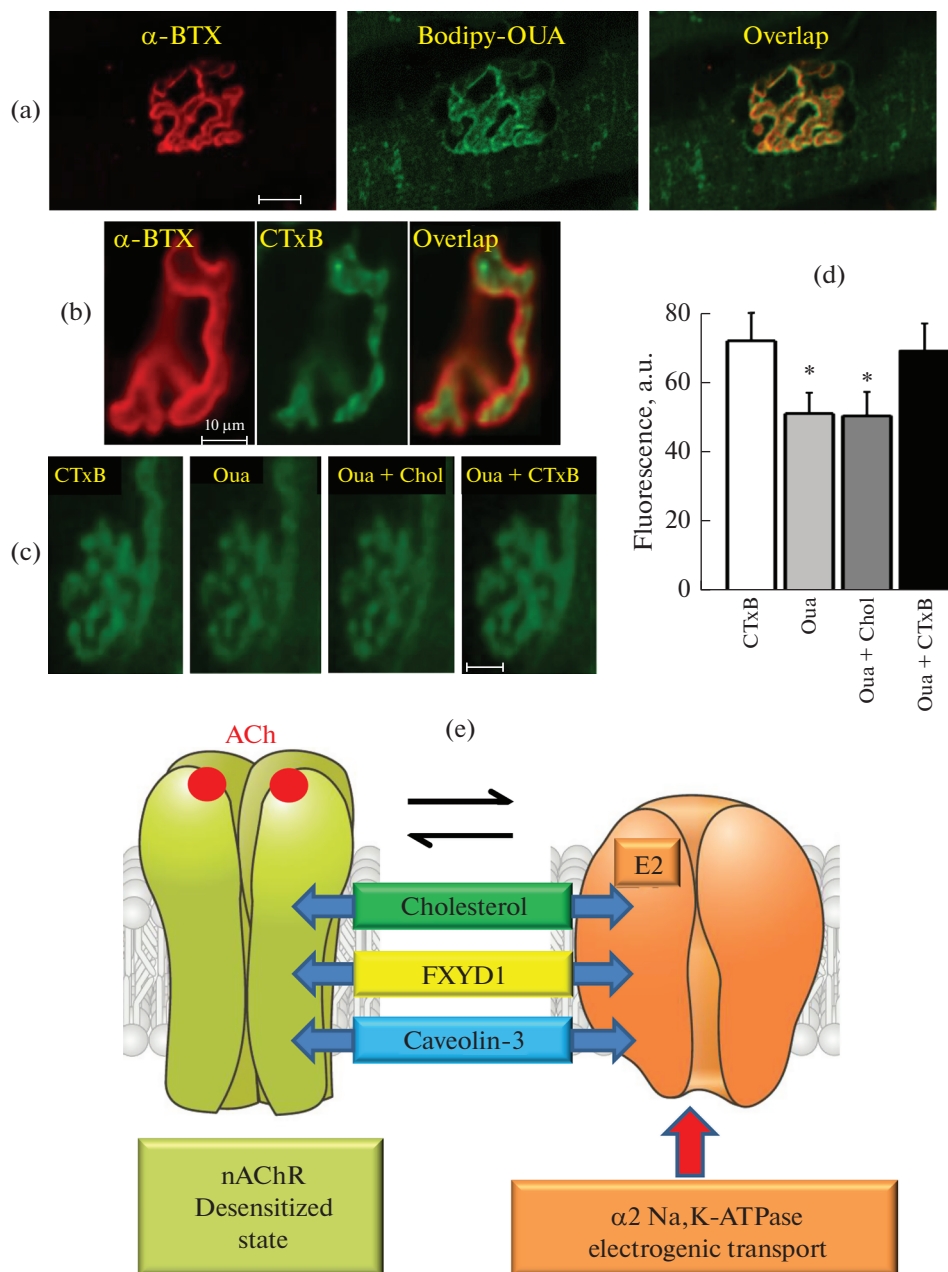 (a)
α-BTX
Bodipy-OUA
Overlap
(b)
α-BTX
CTxB
Overlap
10 μm
(c)
CTxB
Oua
Oua + Chol
Oua + CTxB
(d)
Fluorescence, a.u.
80
60
40
20
0
*
*
CTxB
Oua
Oua + Chol
Oua + CTxB
(e)
ACh
E2
Cholesterol
FXYD1
Caveolin-3
nAChR
Desensitized
state
α2 Na,K-ATPase
electrogenic transport